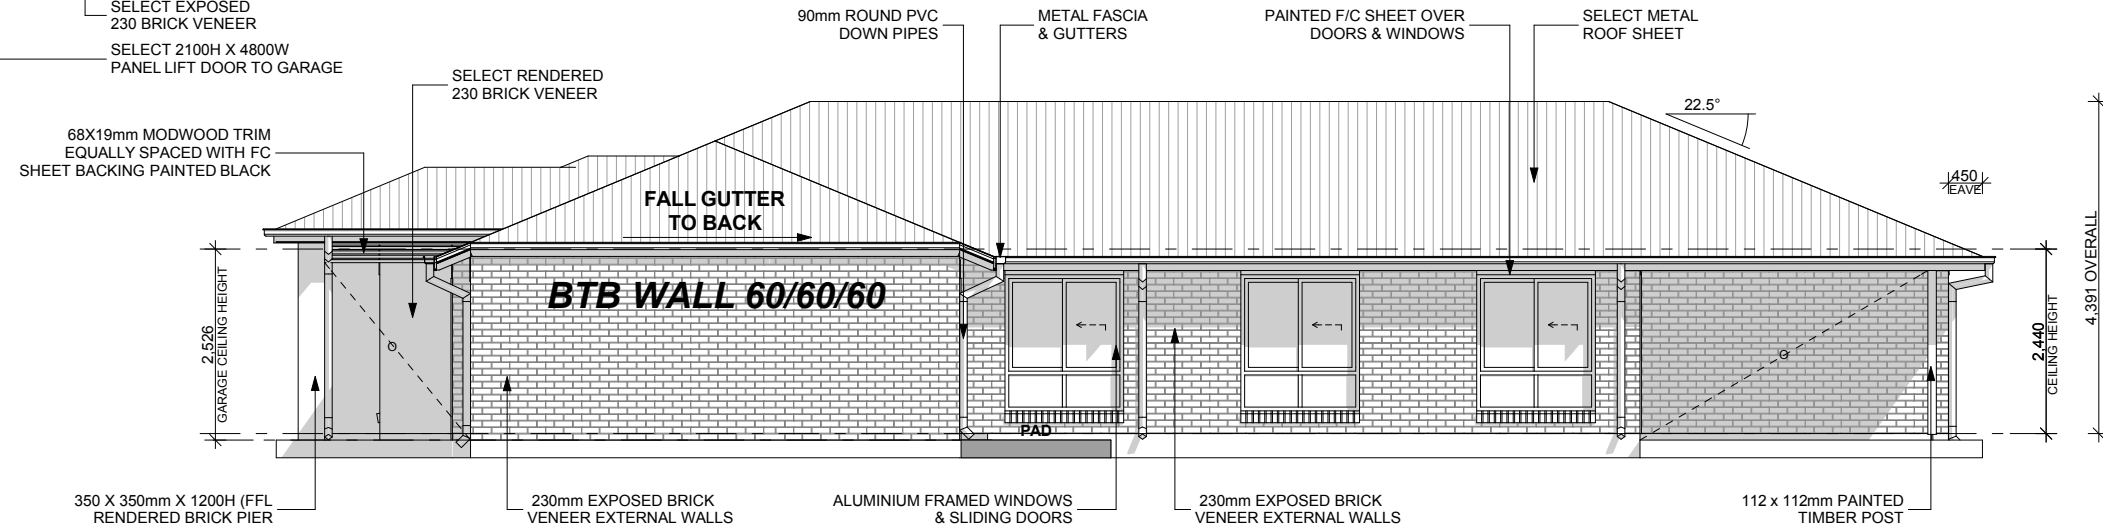 SELECT EXPOSED
230 BRICK VENEER
SELECT 2100H X 4800W
PANEL LIFT DOOR TO GARAGE
SELECT RENDERED
230 BRICK VENEER
68X19mm MODWOOD TRIM
EQUALLY SPACED WITH FC
SHEET BACKING PAINTED BLACK
90mm ROUND PVC
DOWN PIPES
METAL FASCIA
& GUTTERS
PAINTED F/C SHEET OVER
DOORS & WINDOWS
SELECT METAL
ROOF SHEET
22.5°
450
EAVE
4,391 OVERALL
FALL GUTTER
TO BACK
BTB WALL 60/60/60
2,526
GARAGE CEILING HEIGHT
2,440
CEILING HEIGHT
PAD
350 X 350mm X 1200H (FFL
RENDERED BRICK PIER
230mm EXPOSED BRICK
VENEER EXTERNAL WALLS
ALUMINIUM FRAMED WINDOWS
& SLIDING DOORS
230mm EXPOSED BRICK
VENEER EXTERNAL WALLS
112 x 112mm PAINTED
TIMBER POST